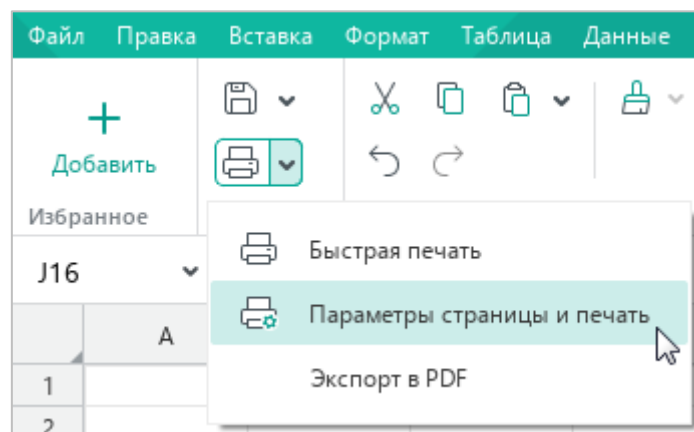 Файл Правка Вставка Формат Таблица Данные
Добавить
Избранное
J16
Быстрая печать
Параметры страницы и печать
Экспорт в PDF
A
1
2